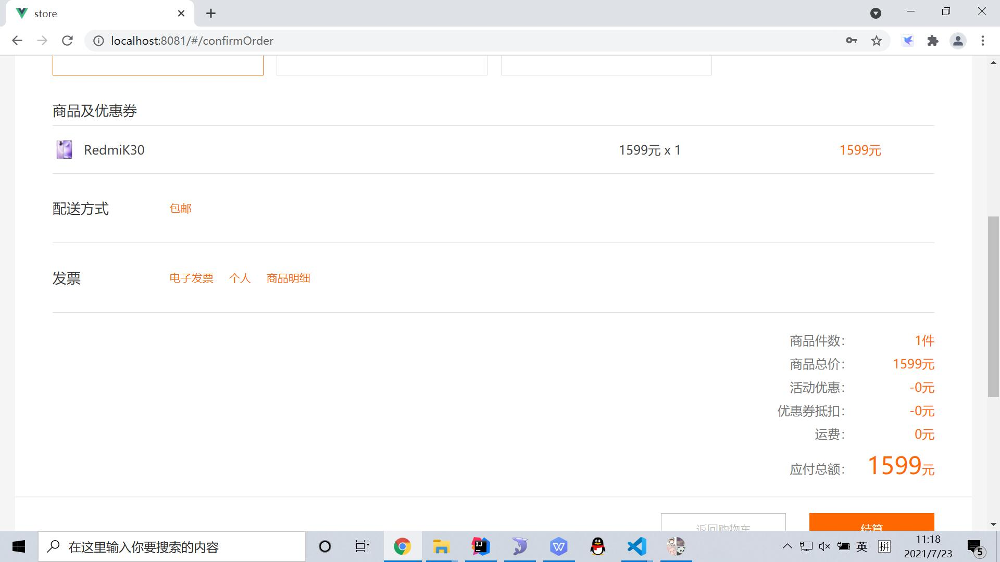 store
localhost:8081/#/confirmOrder
商品及优惠券
RedmiK30 1599元 x 1 1599元
配送方式 包邮
发票 电子发票 个人 商品明细
商品件数： 1件
商品总价： 1599元
活动优惠： -0元
优惠券抵扣： -0元
运费： 0元
应付总额： 1599元
返回购物车 结算
在这里输入你要搜索的内容
英 拼 11:18
2021/7/23 5